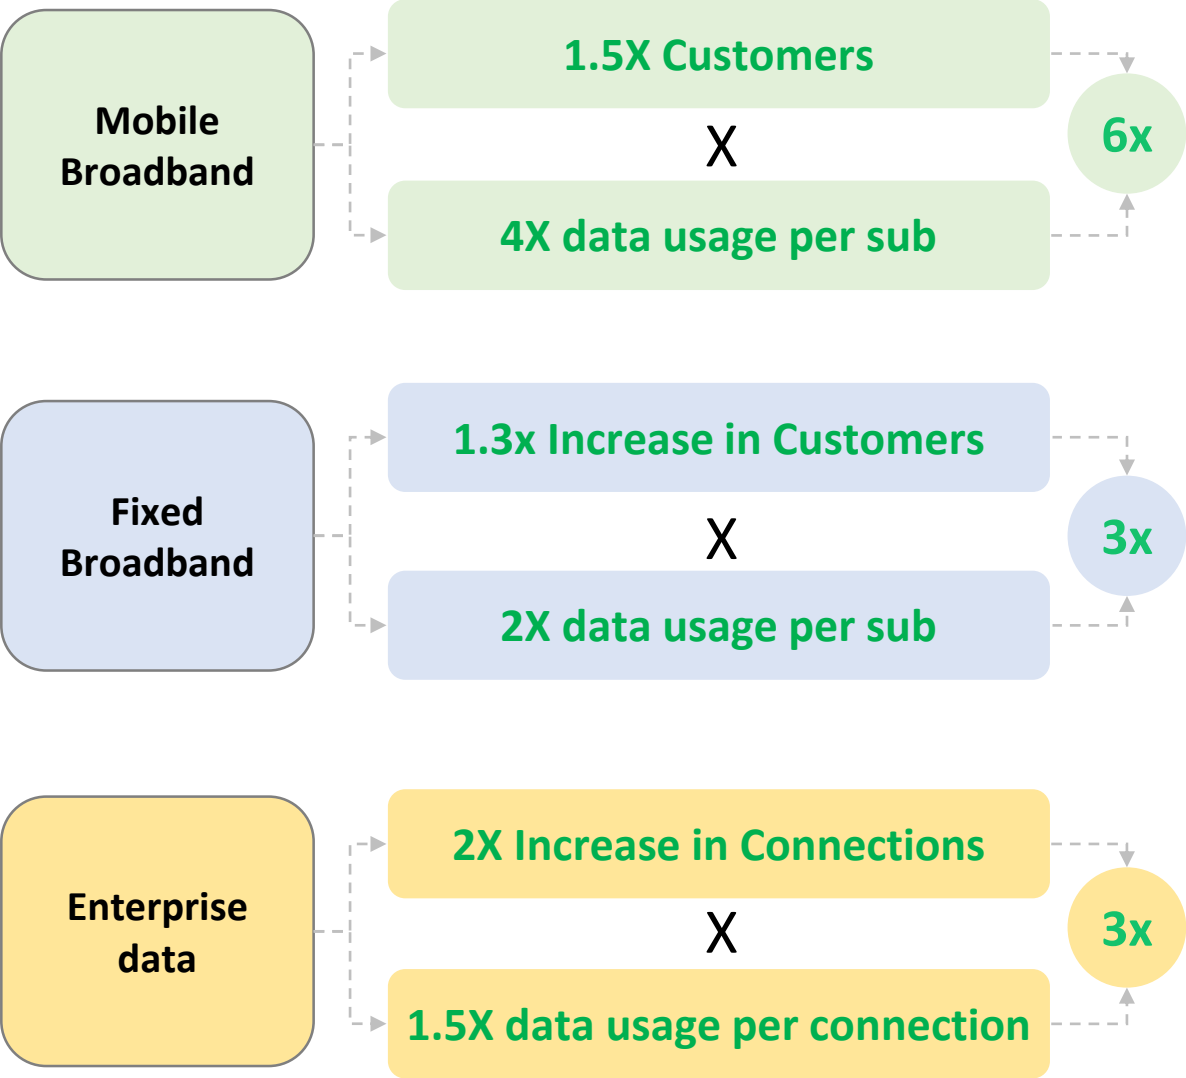 Mobile
Broadband
1.5X Customers
X
4X data usage per sub
6x
Fixed
Broadband
1.3x Increase in Customers
X
2X data usage per sub
3x
Enterprise
data
2X Increase in Connections
X
1.5X data usage per connection
3x